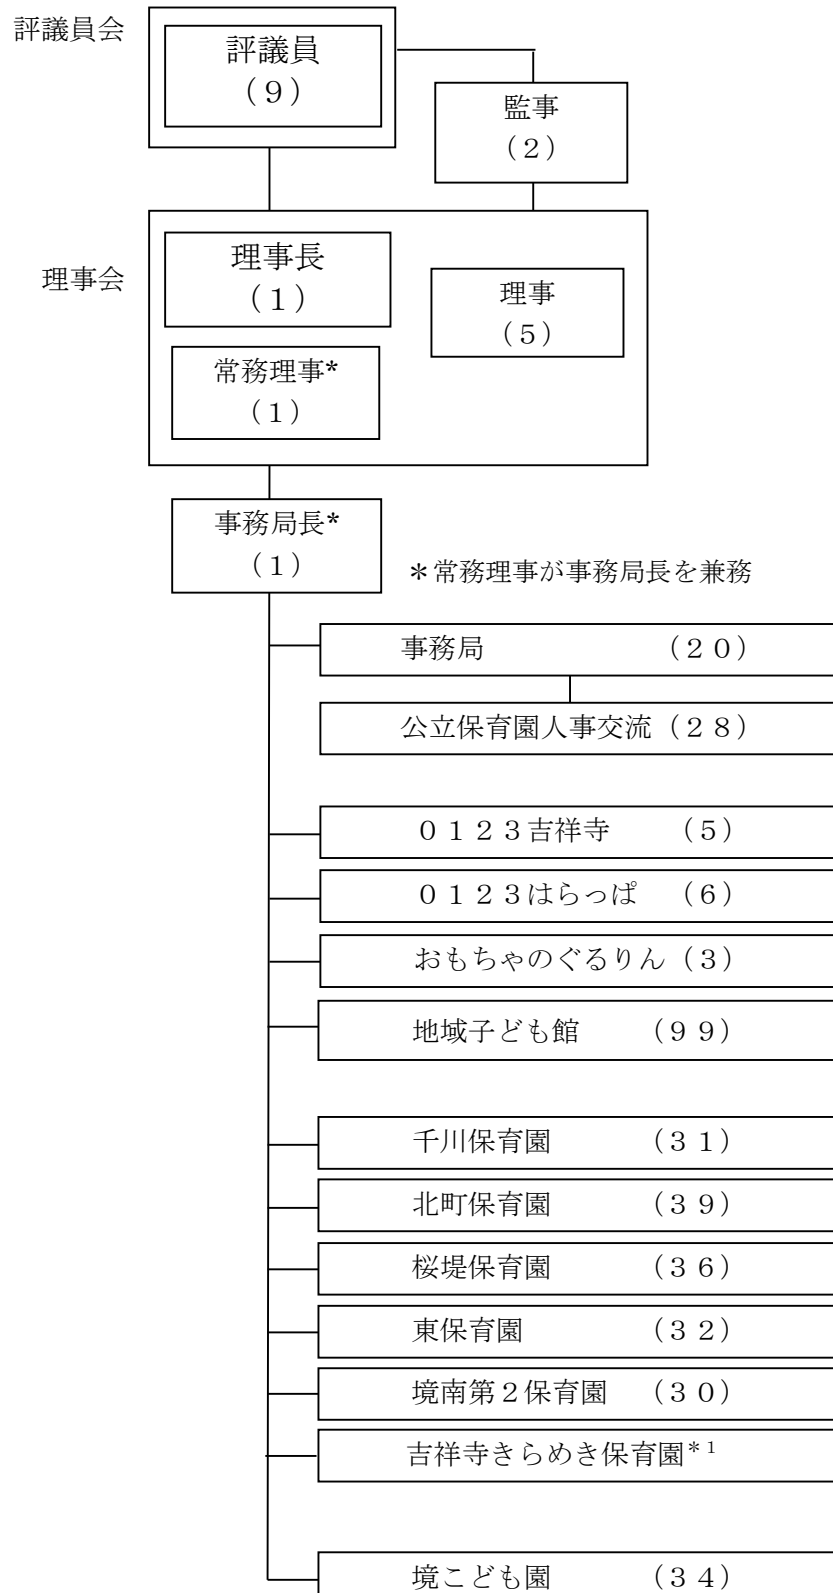 評議員会
評議員
（９）
監事
（２）
理事会
理事長
（１）
理事
（５）
常務理事*
（１）
事務局長*
（１）
＊常務理事が事務局長を兼務
事務局　（２０）
公立保育園人事交流（２８）
０１２３吉祥寺　（５）
０１２３はらっぱ　（６）
おもちゃのぐるりん（３）
地域子ども館　（９９）
千川保育園　（３１）
北町保育園　（３９）
桜堤保育園　（３６）
東保育園　（３２）
境南第２保育園　（３０）
吉祥寺きらめき保育園*1
境こども園　（３４）